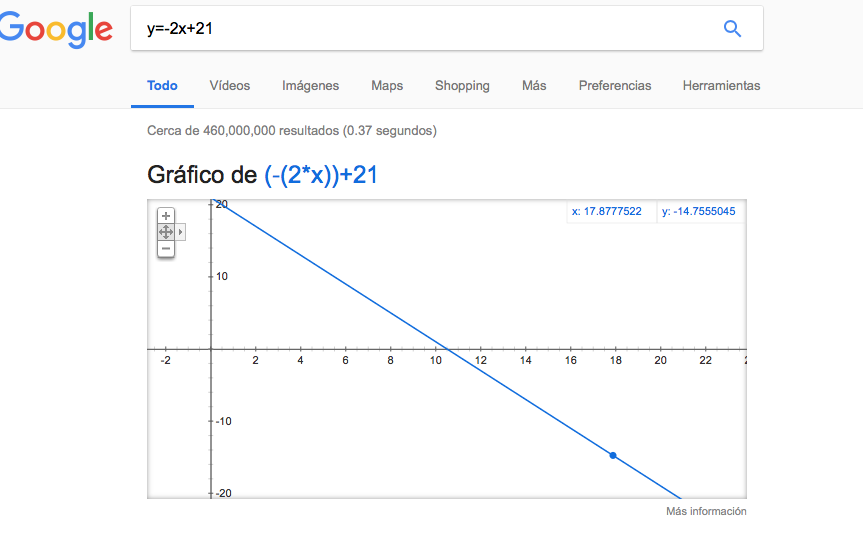 Google
y=-2x+21
Todo Vídeos Imágenes Maps Shopping Más Preferencias Herramientas
Cerca de 460,000,000 resultados (0.37 segundos)
Gráfico de (-(2*x))+21
x: 17.8777522 y: -14.7555045
20
10
-2 2 4 6 8 10 12 14 16 18 20 22
-10
-20
Más información